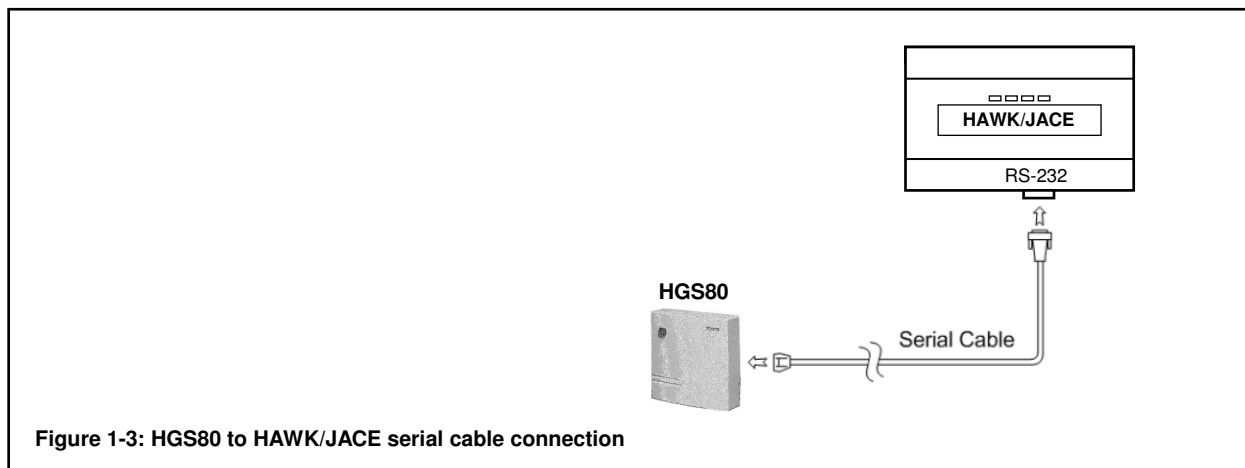 HAWK/JACE
RS-232
HGS80
Serial Cable
Figure 1-3: HGS80 to HAWK/JACE serial cable connection